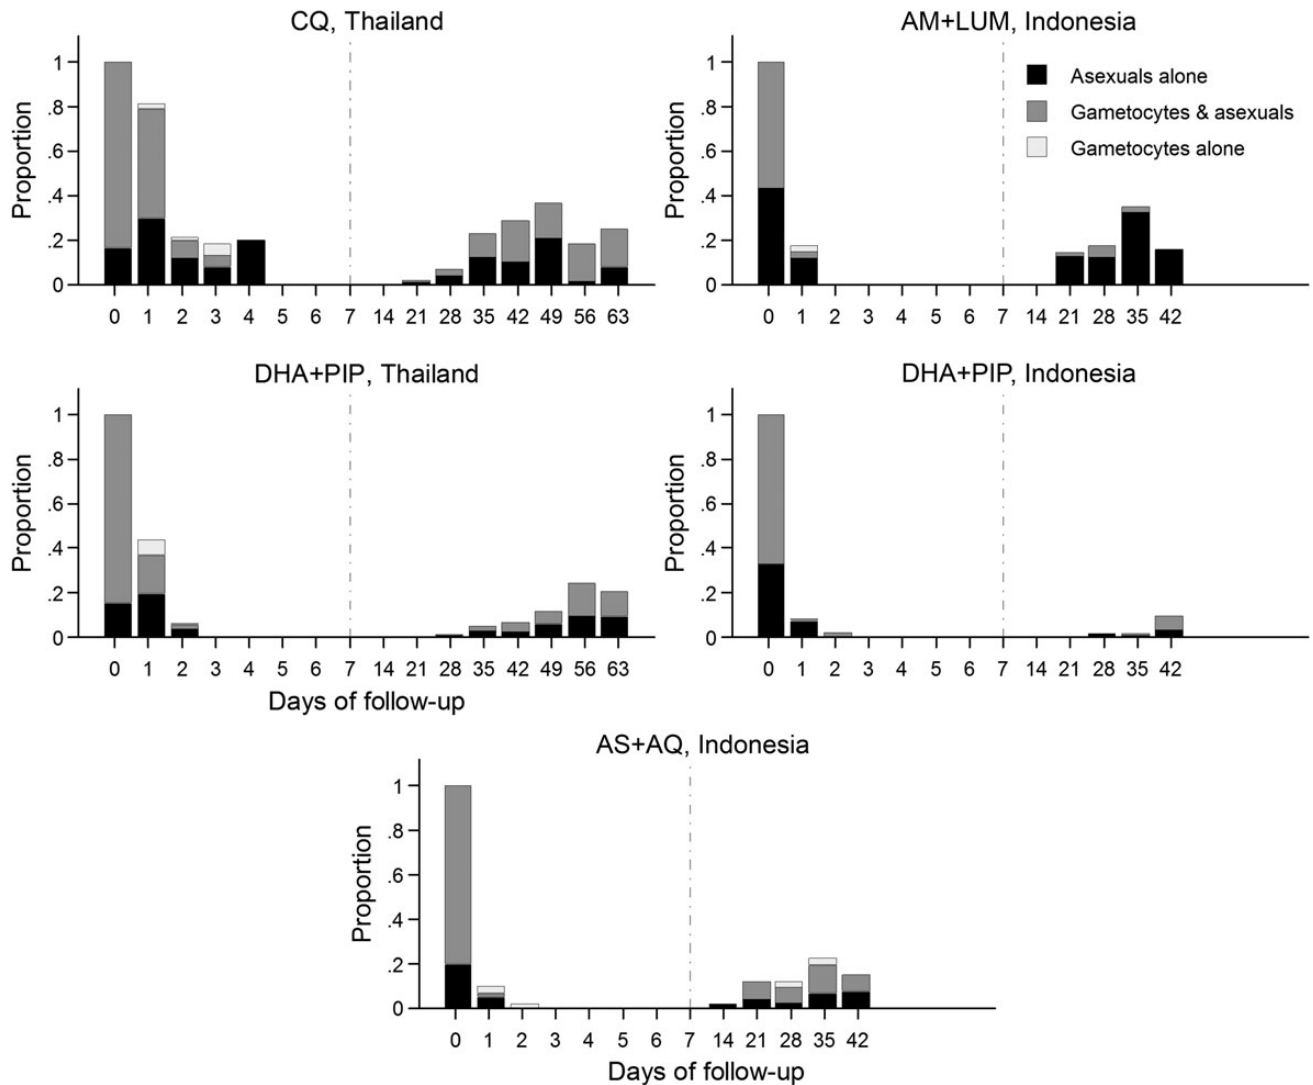 CQ, Thailand
Proportion
1
.8
.6
.4
.2
0
0 1 2 3 4 5 6 7 14 21 28 35 42 49 56 63
AM+LUM, Indonesia
Asexuals alone
Gametocytes & asexuals
Gametocytes alone
Proportion
1
.8
.6
.4
.2
0
0 1 2 3 4 5 6 7 14 21 28 35 42
DHA+PIP, Thailand
Proportion
1
.8
.6
.4
.2
0
0 1 2 3 4 5 6 7 14 21 28 35 42 49 56 63
Days of follow-up
DHA+PIP, Indonesia
Proportion
1
.8
.6
.4
.2
0
0 1 2 3 4 5 6 7 14 21 28 35 42
AS+AQ, Indonesia
Proportion
1
.8
.6
.4
.2
0
0 1 2 3 4 5 6 7 14 21 28 35 42
Days of follow-up